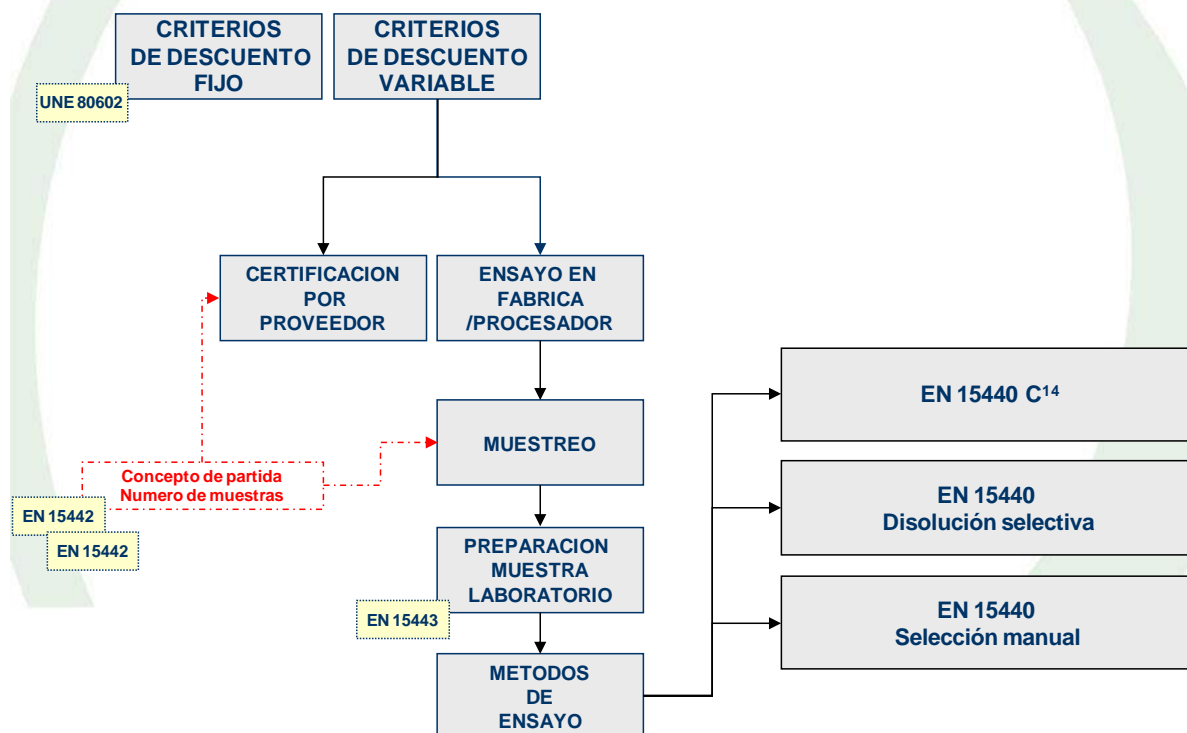 CRITERIOS
DE DESCUENTO
FIJO
CRITERIOS
DE DESCUENTO
VARIABLE
UNE 80602
CERTIFICACION
POR
PROVEEDOR
ENSAYO EN
FABRICA
/PROCESADOR
MUESTREO
Concepto de partida
Numero de muestras
EN 15442
EN 15442
PREPARACION
MUESTRA
LABORATORIO
EN 15443
METODOS
DE
ENSAYO
EN 15440 C¹⁴
EN 15440
Disolución selectiva
EN 15440
Selección manual